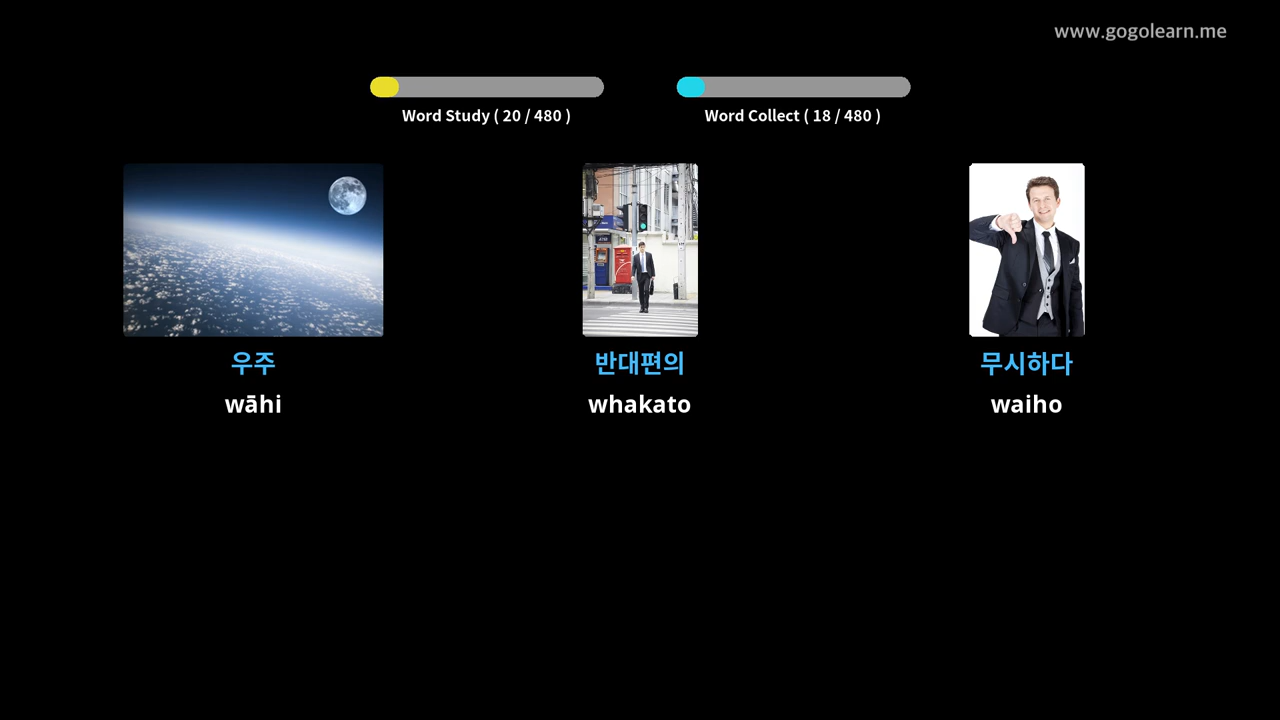 www.gogolearn.me
Word Study ( 20 / 480 )
Word Collect ( 18 / 480 )
우주
반대편의
무시하다
wāhi
whakato
waiho